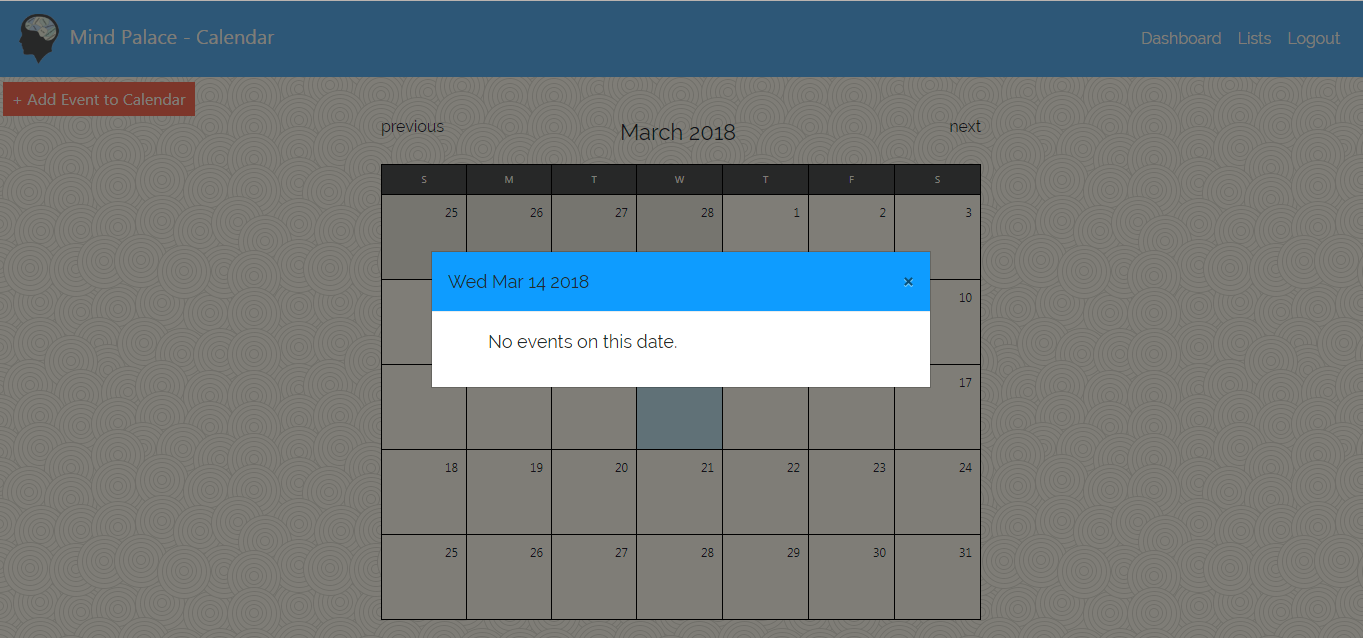 Mind Palace - Calendar Dashboard Lists Logout
+ Add Event to Calendar
previous March 2018 next
S M T W T F S
25 26 27 28 1 2 3
Wed Mar 14 2018 ×
10
No events on this date.
17
18 19 20 21 22 23 24
25 26 27 28 29 30 31